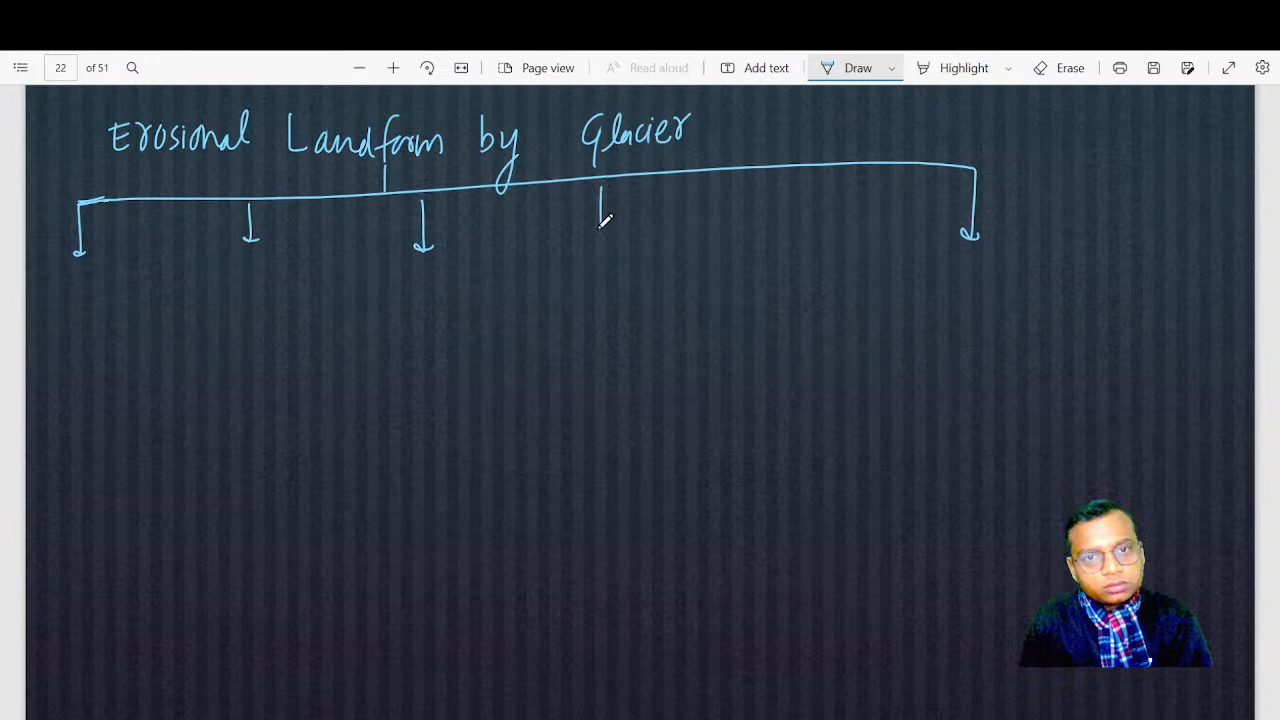 22 of 51 Page view Read aloud Add text Draw Highlight Erase
Erosional Landform by Glacier